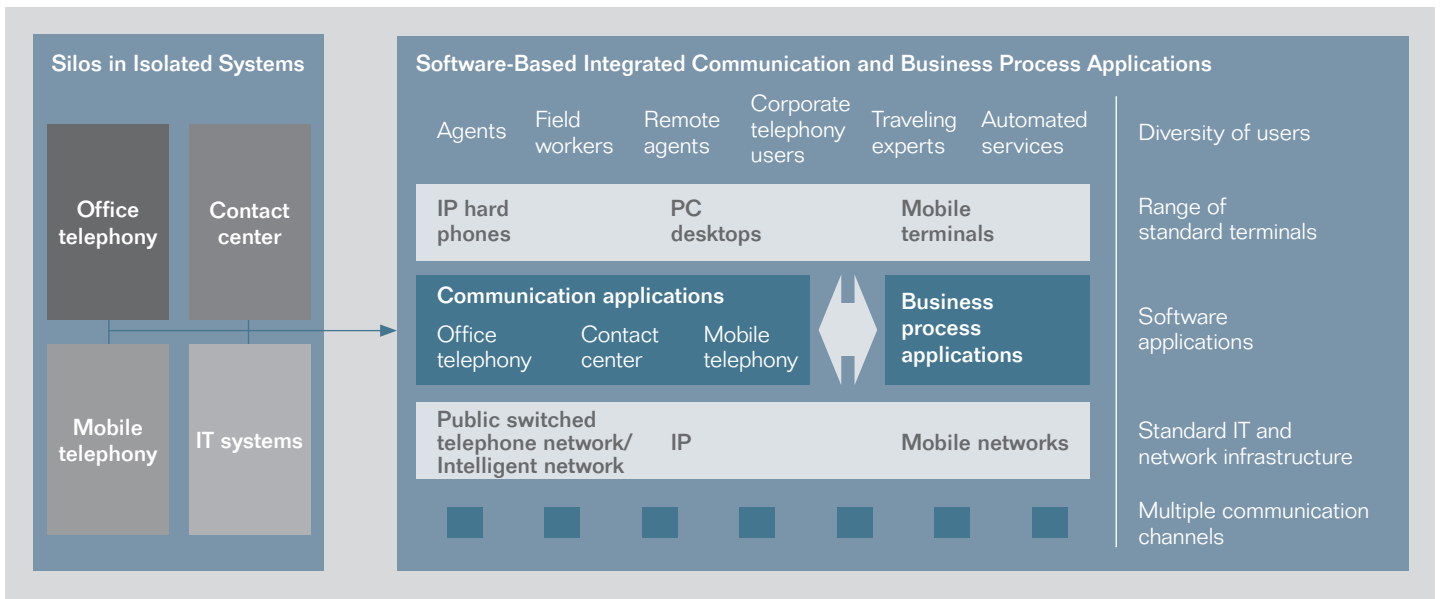 Silos in Isolated Systems
Office
telephony
Contact
center
Mobile
telephony
IT systems
Software-Based Integrated Communication and Business Process Applications
Agents
Field
workers
Remote
agents
Corporate
telephony
users
Traveling
experts
Automated
services
Diversity of users
IP hard
phones
PC
desktops
Mobile
terminals
Range of
standard terminals
Communication applications
Office
telephony
Contact
center
Mobile
telephony
Business
process
applications
Software
applications
Public switched
telephone network/
Intelligent network
IP
Mobile networks
Standard IT and
network infrastructure
Multiple communication
channels